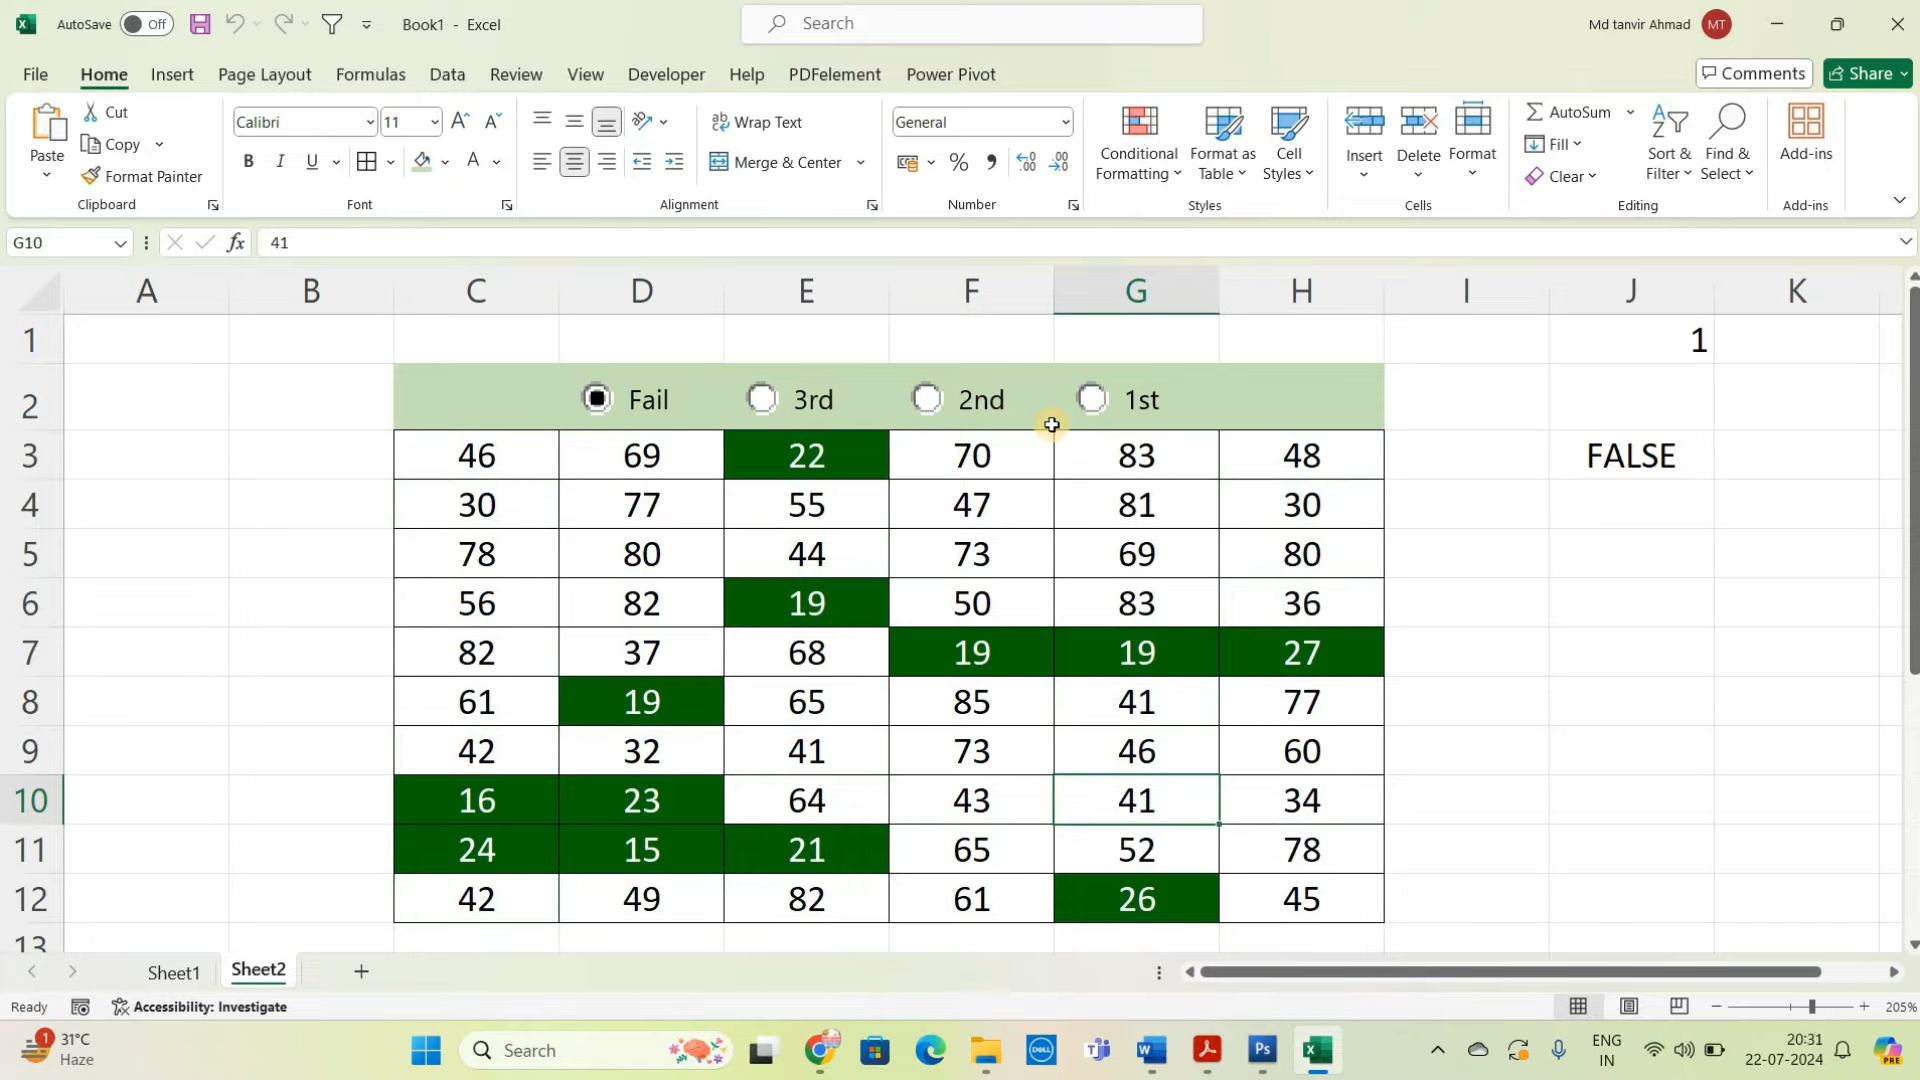 AutoSave Off Book1 - Excel Search Md tanvir Ahmad MT
File Home Insert Page Layout Formulas Data Review View Developer Help PDFelement Power Pivot Comments Share
Paste Cut Copy Format Painter Clipboard
Calibri 11 B I U A Font
ab Wrap Text Merge & Center Alignment
General % Number
Conditional Formatting Format as Table Cell Styles Styles
Insert Delete Format Cells
AutoSum Fill Clear Sort & Filter Find & Select Editing
Add-ins Add-ins
G10 fx 41
A B C D E F G H I J K
1 1
2 Fail 3rd 2nd 1st
3 46 69 22 70 83 48 FALSE
4 30 77 55 47 81 30
5 78 80 44 73 69 80
6 56 82 19 50 83 36
7 82 37 68 19 19 27
8 61 19 65 85 41 77
9 42 32 41 73 46 60
10 16 23 64 43 41 34
11 24 15 21 65 52 78
12 42 49 82 61 26 45
13
Sheet1 Sheet2 +
Ready Accessibility: Investigate 205%
1 31°C Haze Search DELL W Ps ENG IN 20:31 22-07-2024 PRE